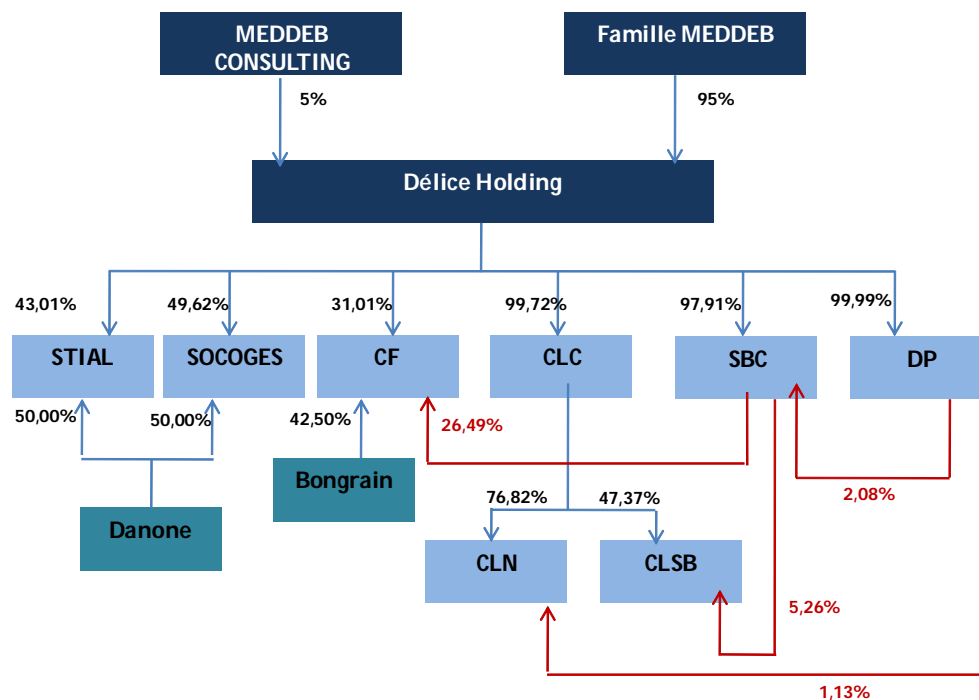 MEDDEB
CONSULTING
Famille MEDDEB
5%
95%
Délice Holding
43,01%
49,62%
31,01%
99,72%
97,91%
99,99%
STIAL
SOCOGES
CF
CLC
SBC
DP
50,00%
50,00%
42,50%
26,49%
Bongrain
2,08%
76,82%
47,37%
Danone
CLN
CLSB
5,26%
1,13%